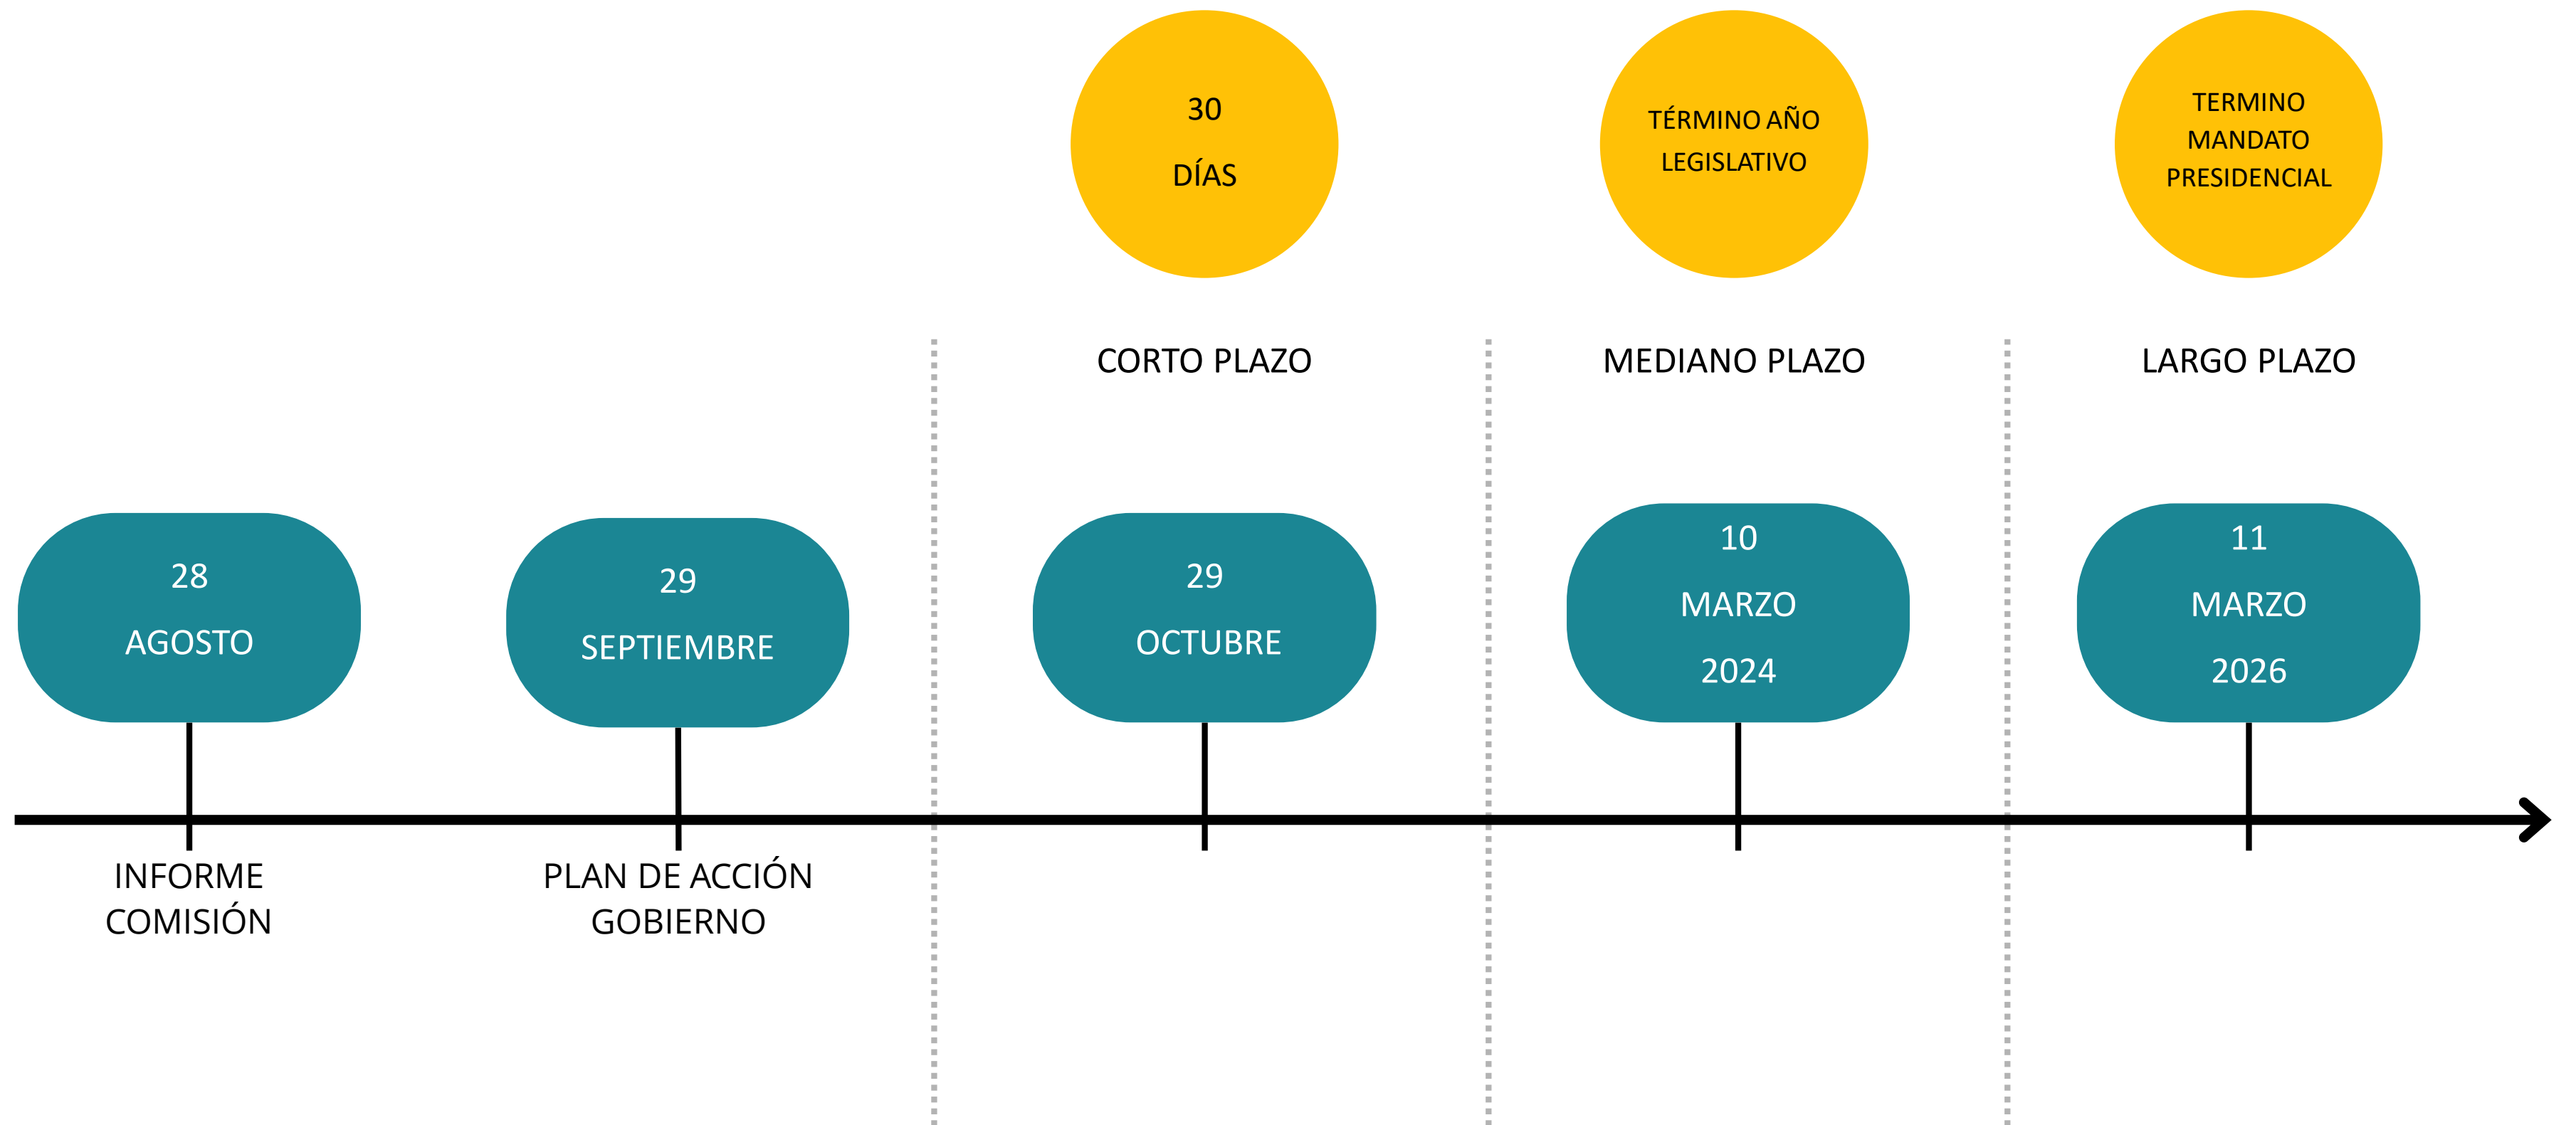 30
DÍAS
TÉRMINO AÑO
LEGISLATIVO
TERMINO
MANDATO
PRESIDENCIAL
CORTO PLAZO
MEDIANO PLAZO
LARGO PLAZO
28
AGOSTO
29
SEPTIEMBRE
29
OCTUBRE
10
MARZO
2024
11
MARZO
2026
INFORME
COMISIÓN
PLAN DE ACCIÓN
GOBIERNO